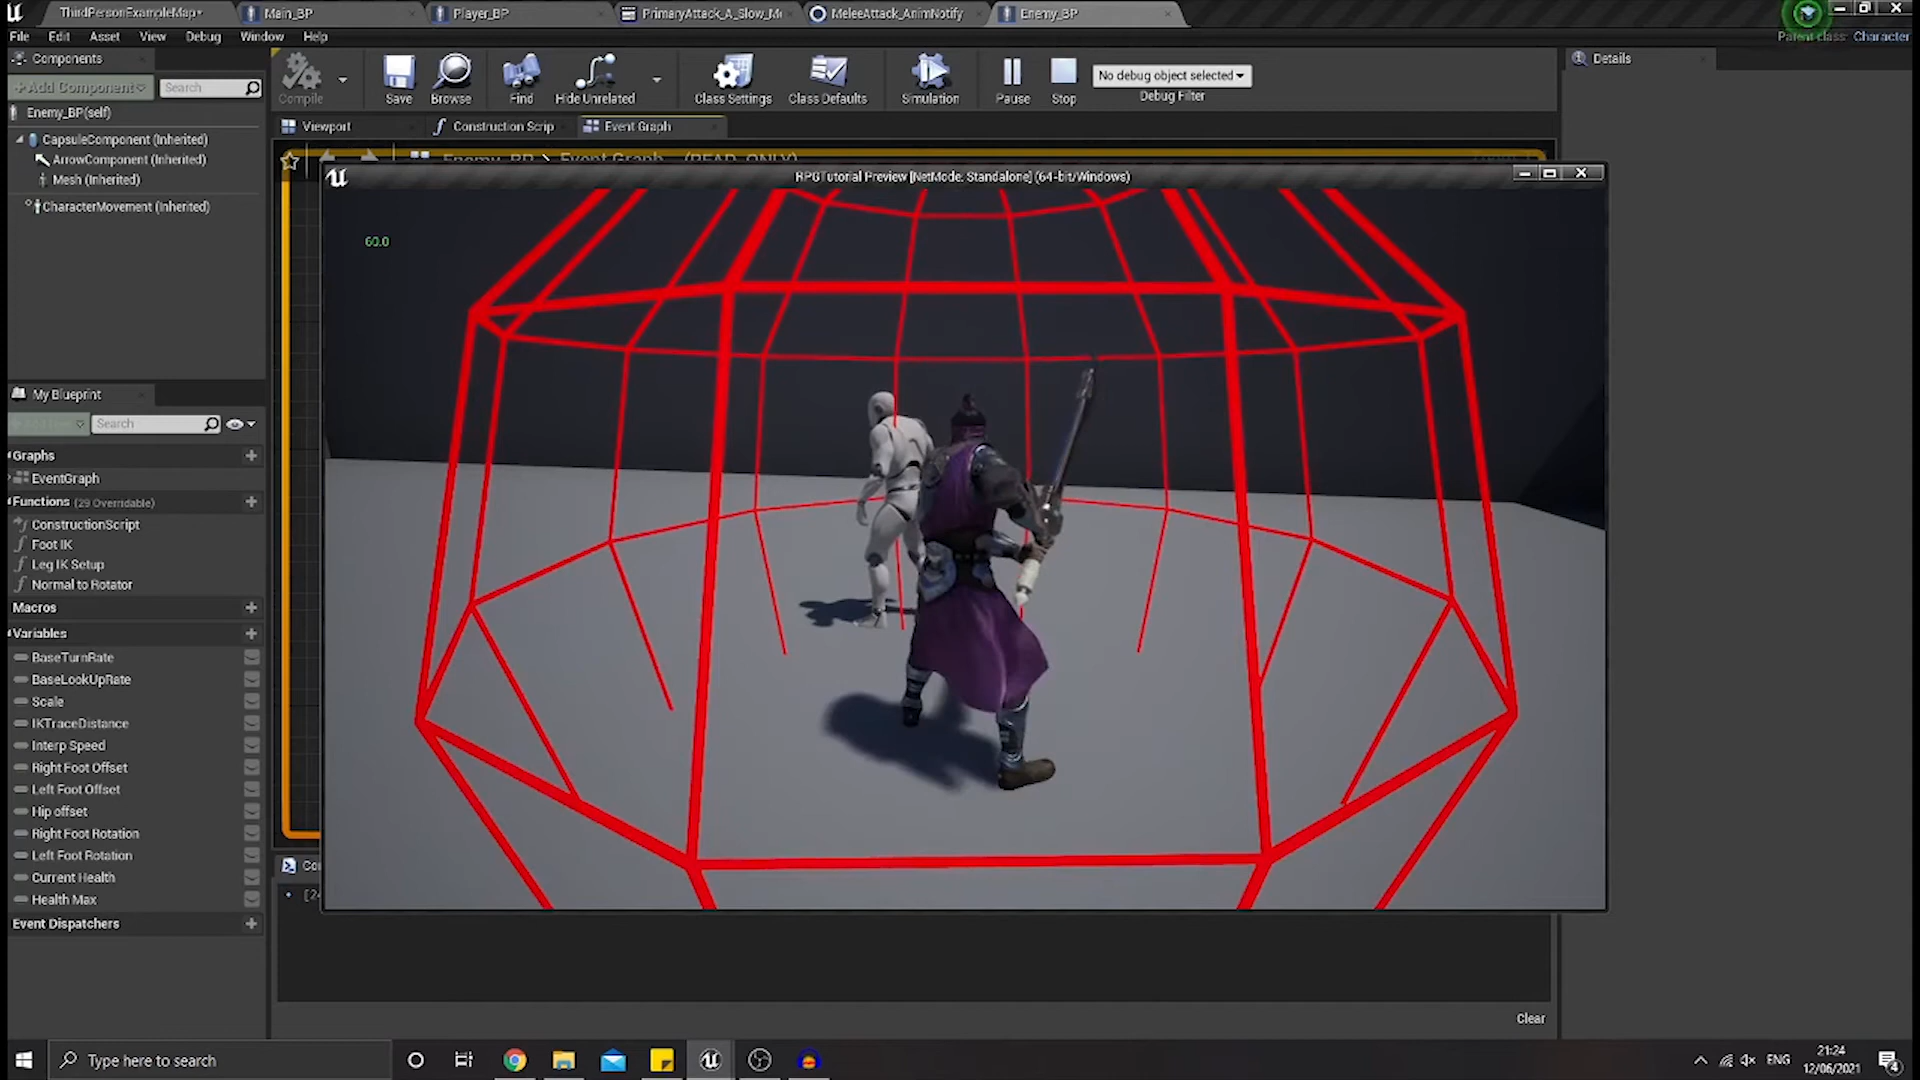 ThirdPersonExampleMap*
Main_BP
Player_BP
PrimaryAttack_A_Slow_M
MeleeAttack_AnimNotify
Enemy_BP
File Edit Asset View Debug Window Help
Parent class: Character
Components
+Add Component
Search
Compile
Save
Browse
Find
Hide Unrelated
Class Settings
Class Defaults
Simulation
Pause
Stop
No debug object selected
Debug Filter
Details
Enemy_BP(self)
CapsuleComponent (Inherited)
ArrowComponent (Inherited)
Mesh (Inherited)
CharacterMovement (Inherited)
Viewport
Construction Scrip
Event Graph
Enemy_BP > Event Graph (READ_ONLY)
RPGTutorial Preview [NetMode. Standalone] (64-bit/Windows)
60.0
My Blueprint
Search
Graphs
EventGraph
Functions (29 Overridable)
ConstructionScript
Foot IK
Leg IK Setup
Normal to Rotator
Macros
Variables
BaseTurnRate
BaseLookUpRate
Scale
IKTraceDistance
Interp Speed
Right Foot Offset
Left Foot Offset
Hip offset
Right Foot Rotation
Left Foot Rotation
Current Health
Health Max
Event Dispatchers
Clear
Type here to search
ENG
21:24
12/06/2021
4